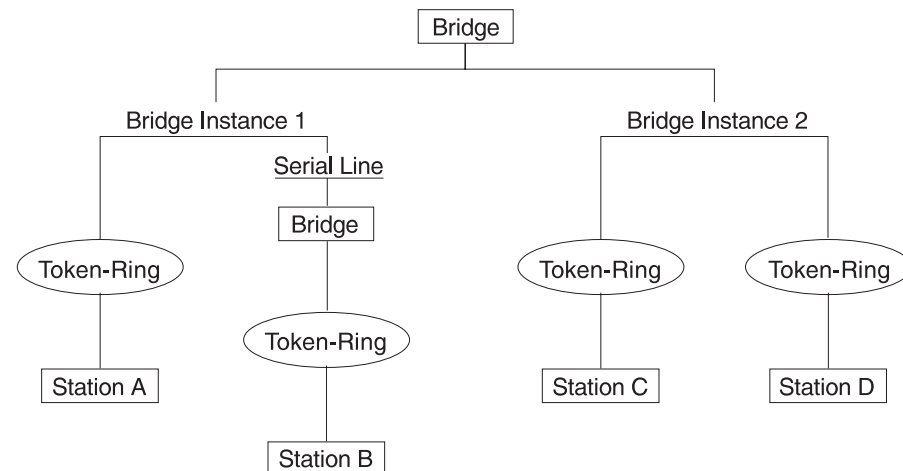 Bridge
Bridge Instance 1
Bridge Instance 2
Serial Line
Bridge
Token-Ring
Token-Ring
Token-Ring
Token-Ring
Station A
Station C
Station D
Station B